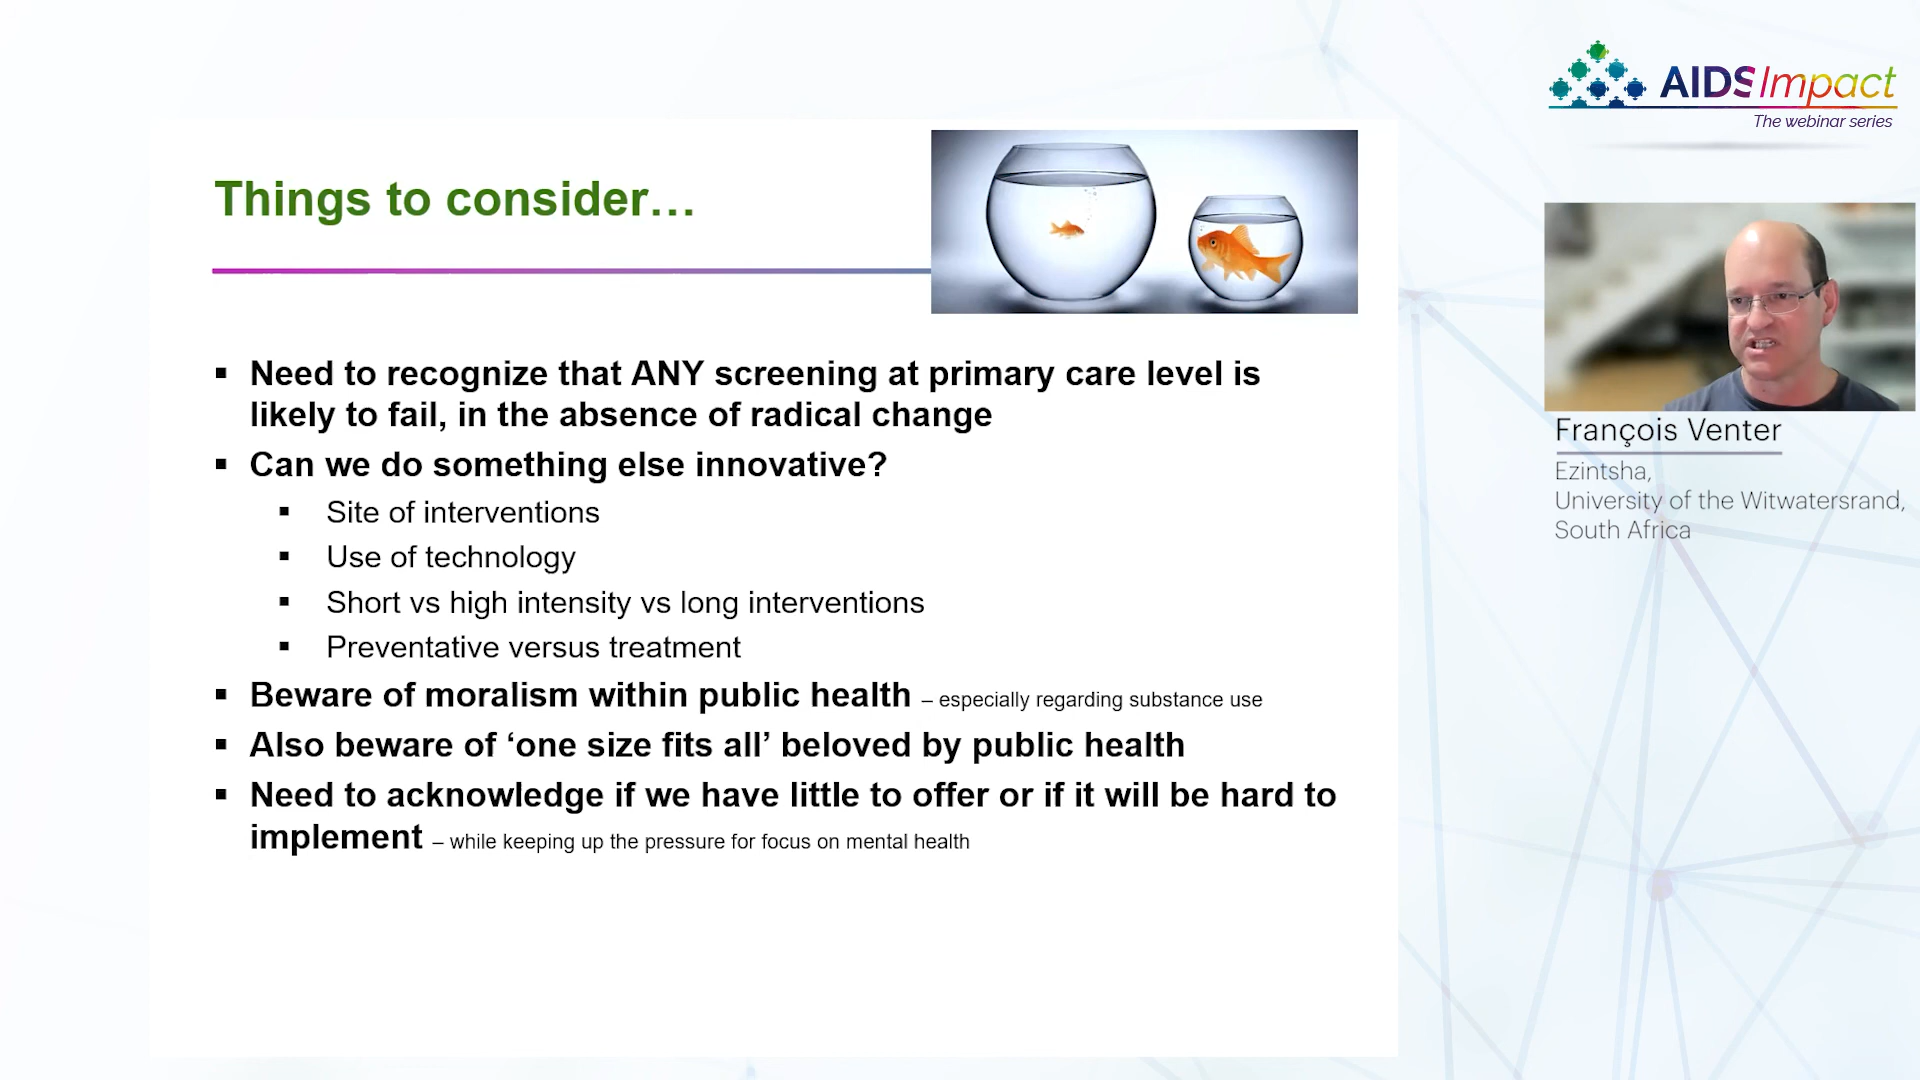 AIDSImpact
The webinar series
Things to consider…
▪ Need to recognize that ANY screening at primary care level is
likely to fail, in the absence of radical change
▪ Can we do something else innovative?
▪ Site of interventions
▪ Use of technology
▪ Short vs high intensity vs long interventions
▪ Preventative versus treatment
▪ Beware of moralism within public health – especially regarding substance use
▪ Also beware of ‘one size fits all’ beloved by public health
▪ Need to acknowledge if we have little to offer or if it will be hard to
implement – while keeping up the pressure for focus on mental health
François Venter
Ezintsha,
University of the Witwatersrand,
South Africa